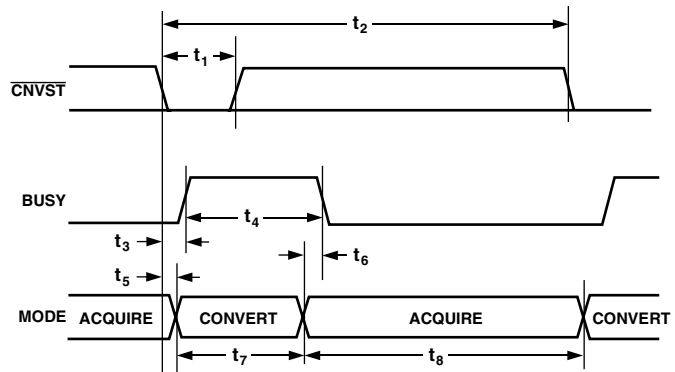 t2
t1
CNVST
BUSY
t4
t3
t6
t5
MODE ACQUIRE CONVERT ACQUIRE CONVERT
t7 t8